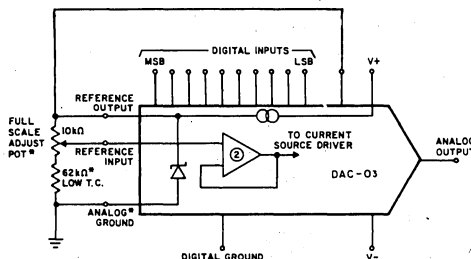 DIGITAL INPUTS
MSB
LSB
V+
REFERENCE
OUTPUT
FULL
SCALE
ADJUST
POT*
10kΩ
REFERENCE
INPUT
2
TO CURRENT
SOURCE DRIVER
DAC-03
ANALOG
OUTPUT
62kΩ*
LOW T.C.
ANALOG*
GROUND
DIGITAL GROUND
V-